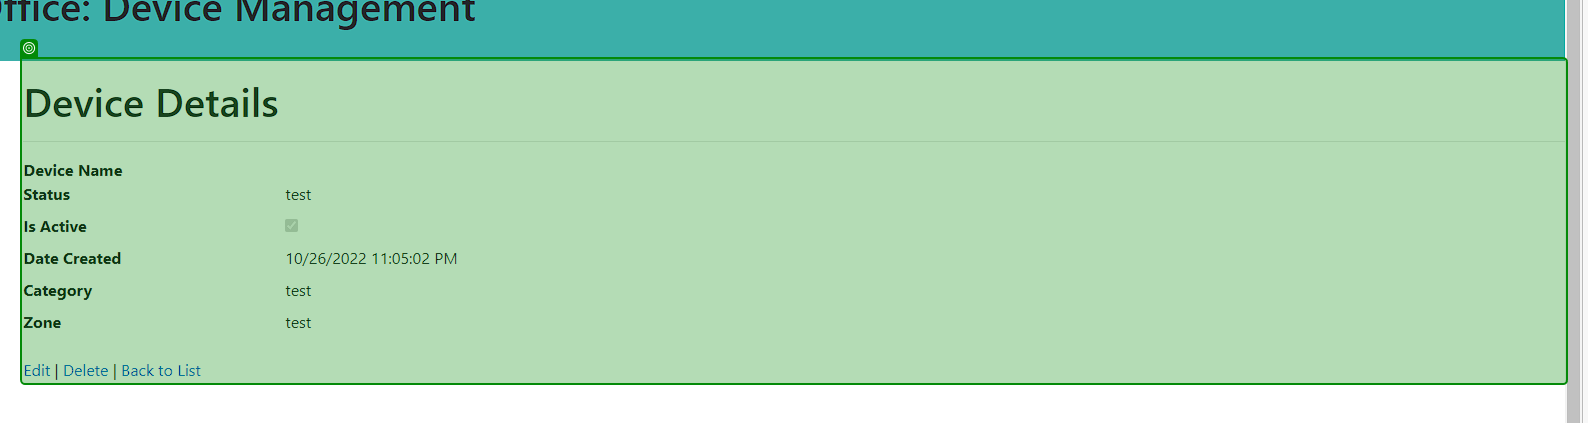 ffice: Device Management
Device Details
Device Name
Status test
Is Active
Date Created 10/26/2022 11:05:02 PM
Category test
Zone test
Edit | Delete | Back to List